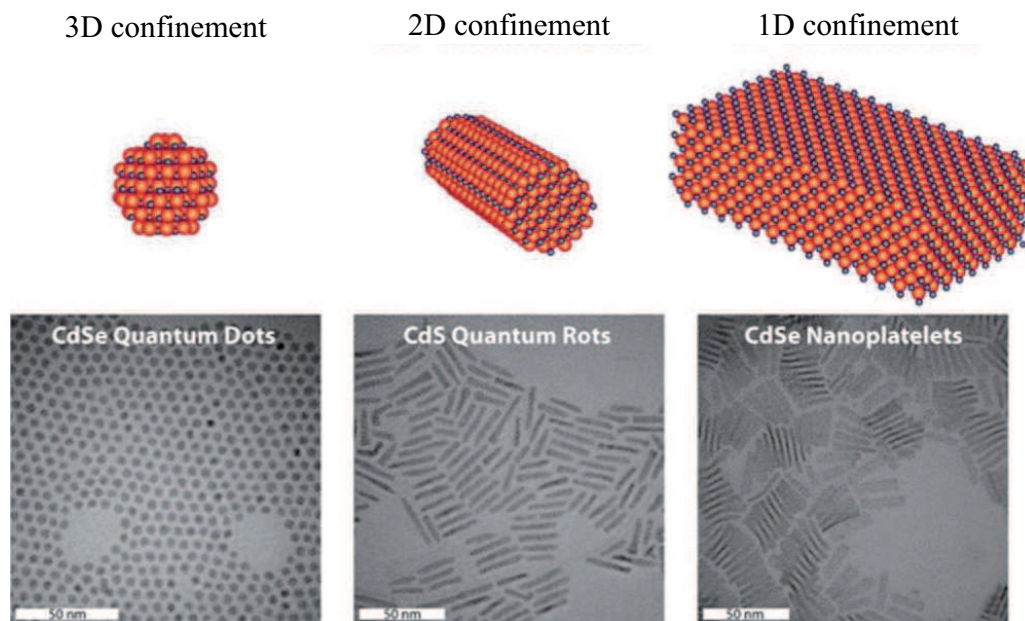 3D confinement
2D confinement
1D confinement
CdSe Quantum Dots
CdS Quantum Rots
CdSe Nanoplatelets
50 nm
50 nm
50 nm